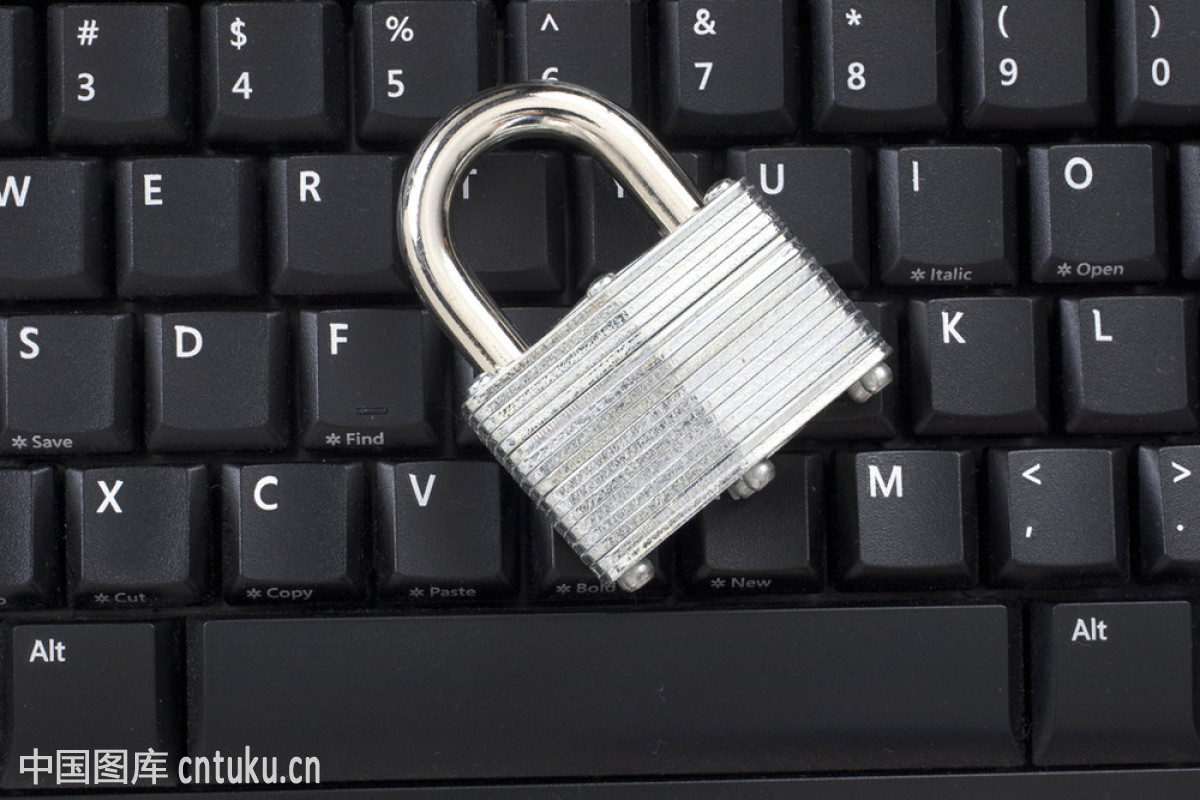 # $ % ^ & * ( )
3 4 5 6 7 8 9 0
W E R T U I O
* Italic * Open
S D F K L
* Save * Find
X C V M < >
, .
* Cut * Copy * Paste * Bold * New
Alt Alt
中国图库 cntuku.cn